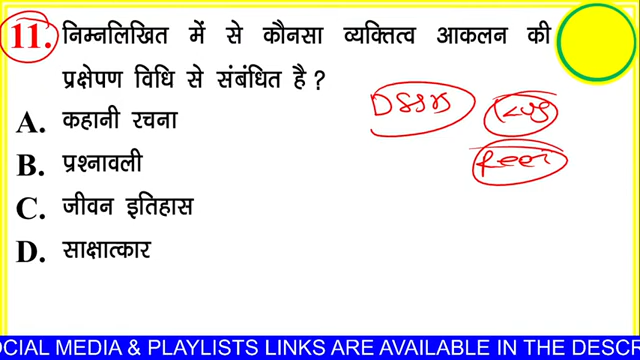 11. निम्नलिखित में से कौनसा व्यक्तित्व आकलन की
प्रक्षेपण विधि से संबंधित है ?
A. कहानी रचना
B. प्रश्नावली
C. जीवन इतिहास
D. साक्षात्कार
OCIAL MEDIA & PLAYLISTS LINKS ARE AVAILABLE IN THE DESCR